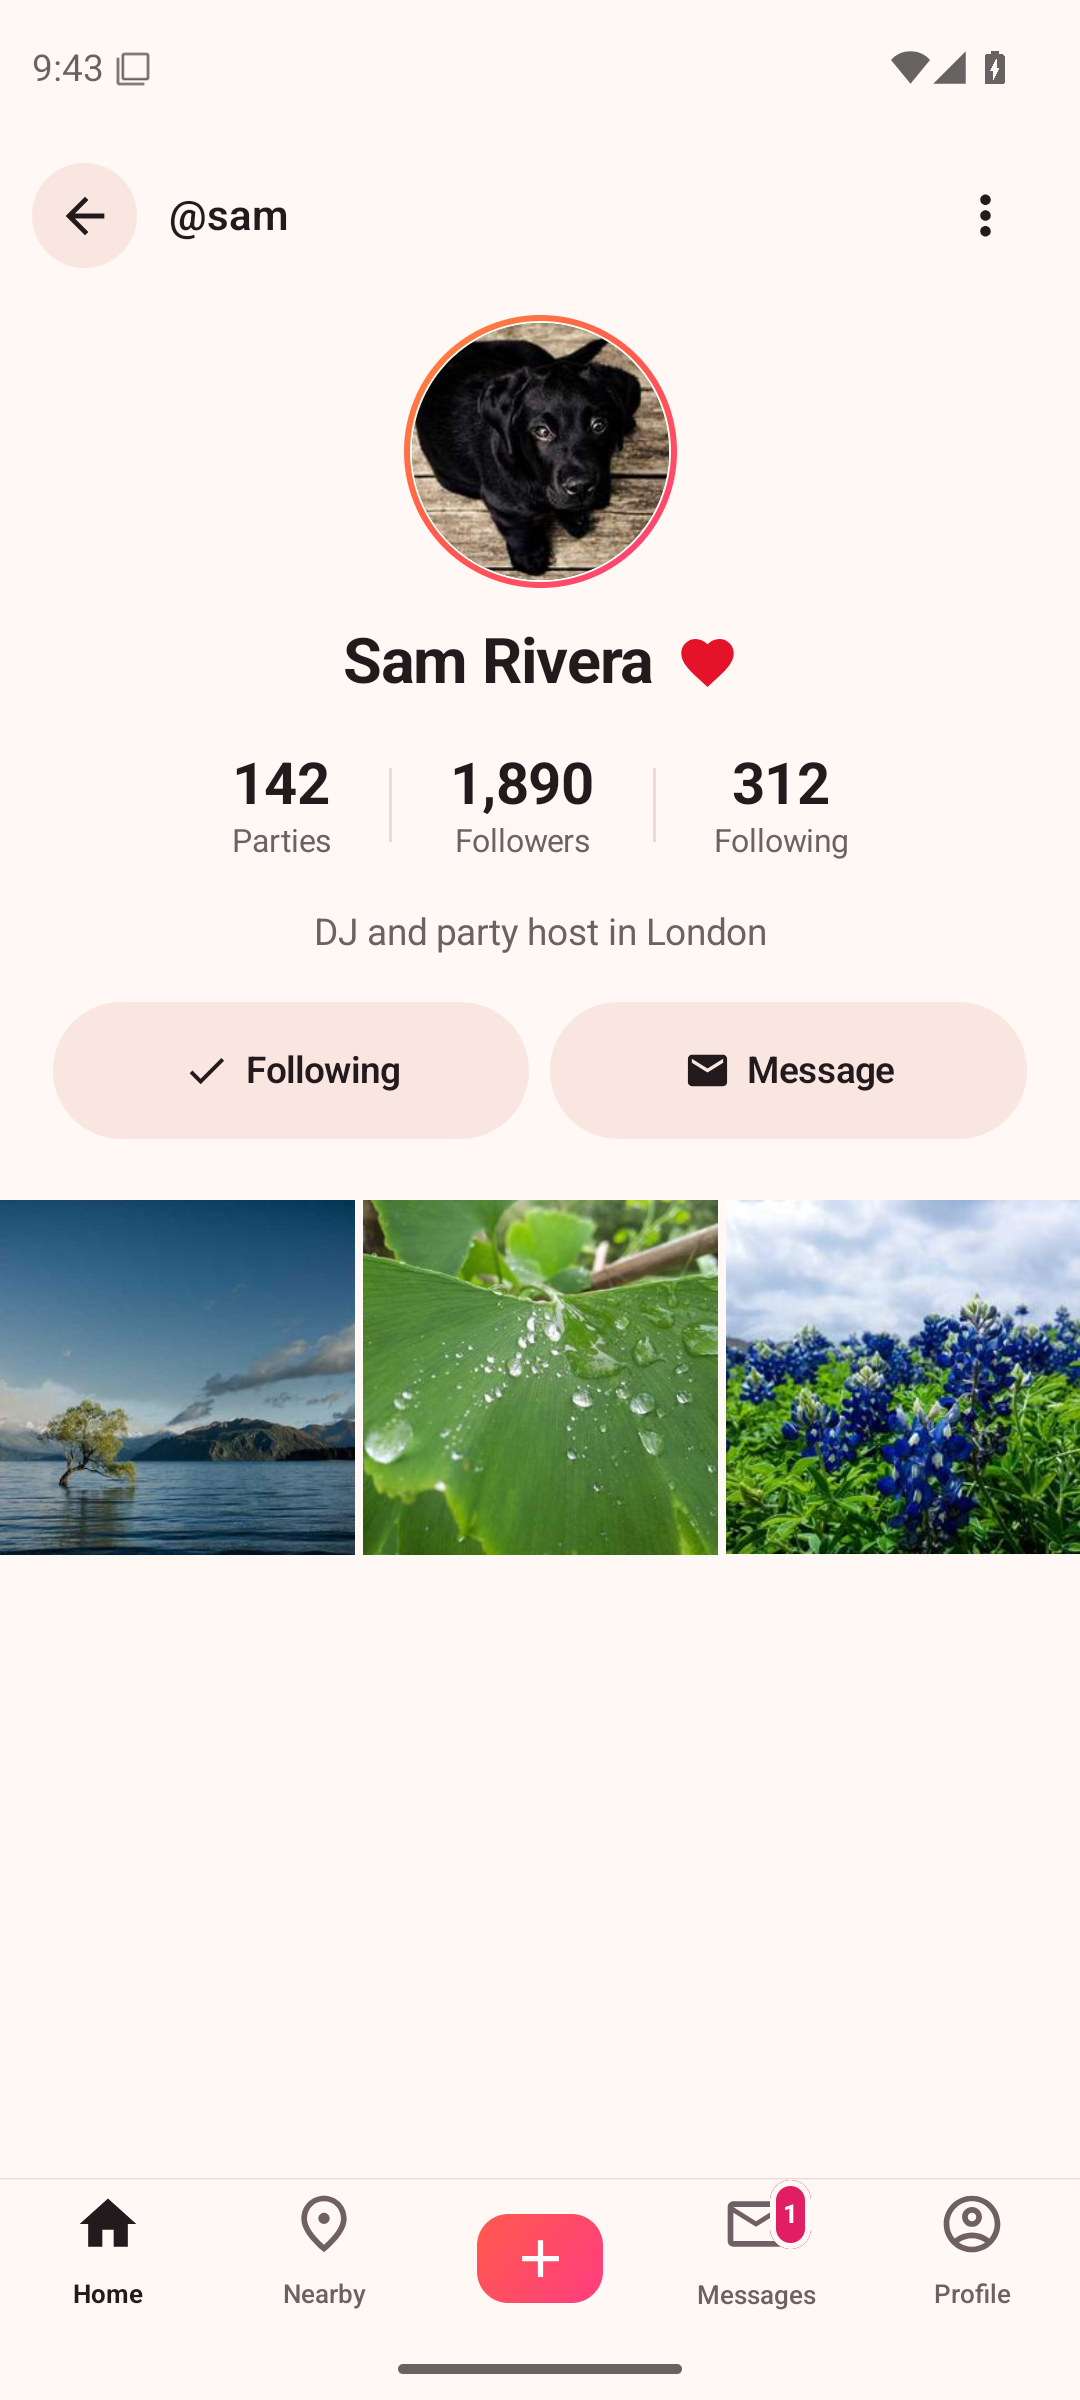 9:43
@sam
Sam Rivera
142
Parties
1,890
Followers
312
Following
DJ and party host in London
Following
Message
Home
Nearby
1
Messages
Profile